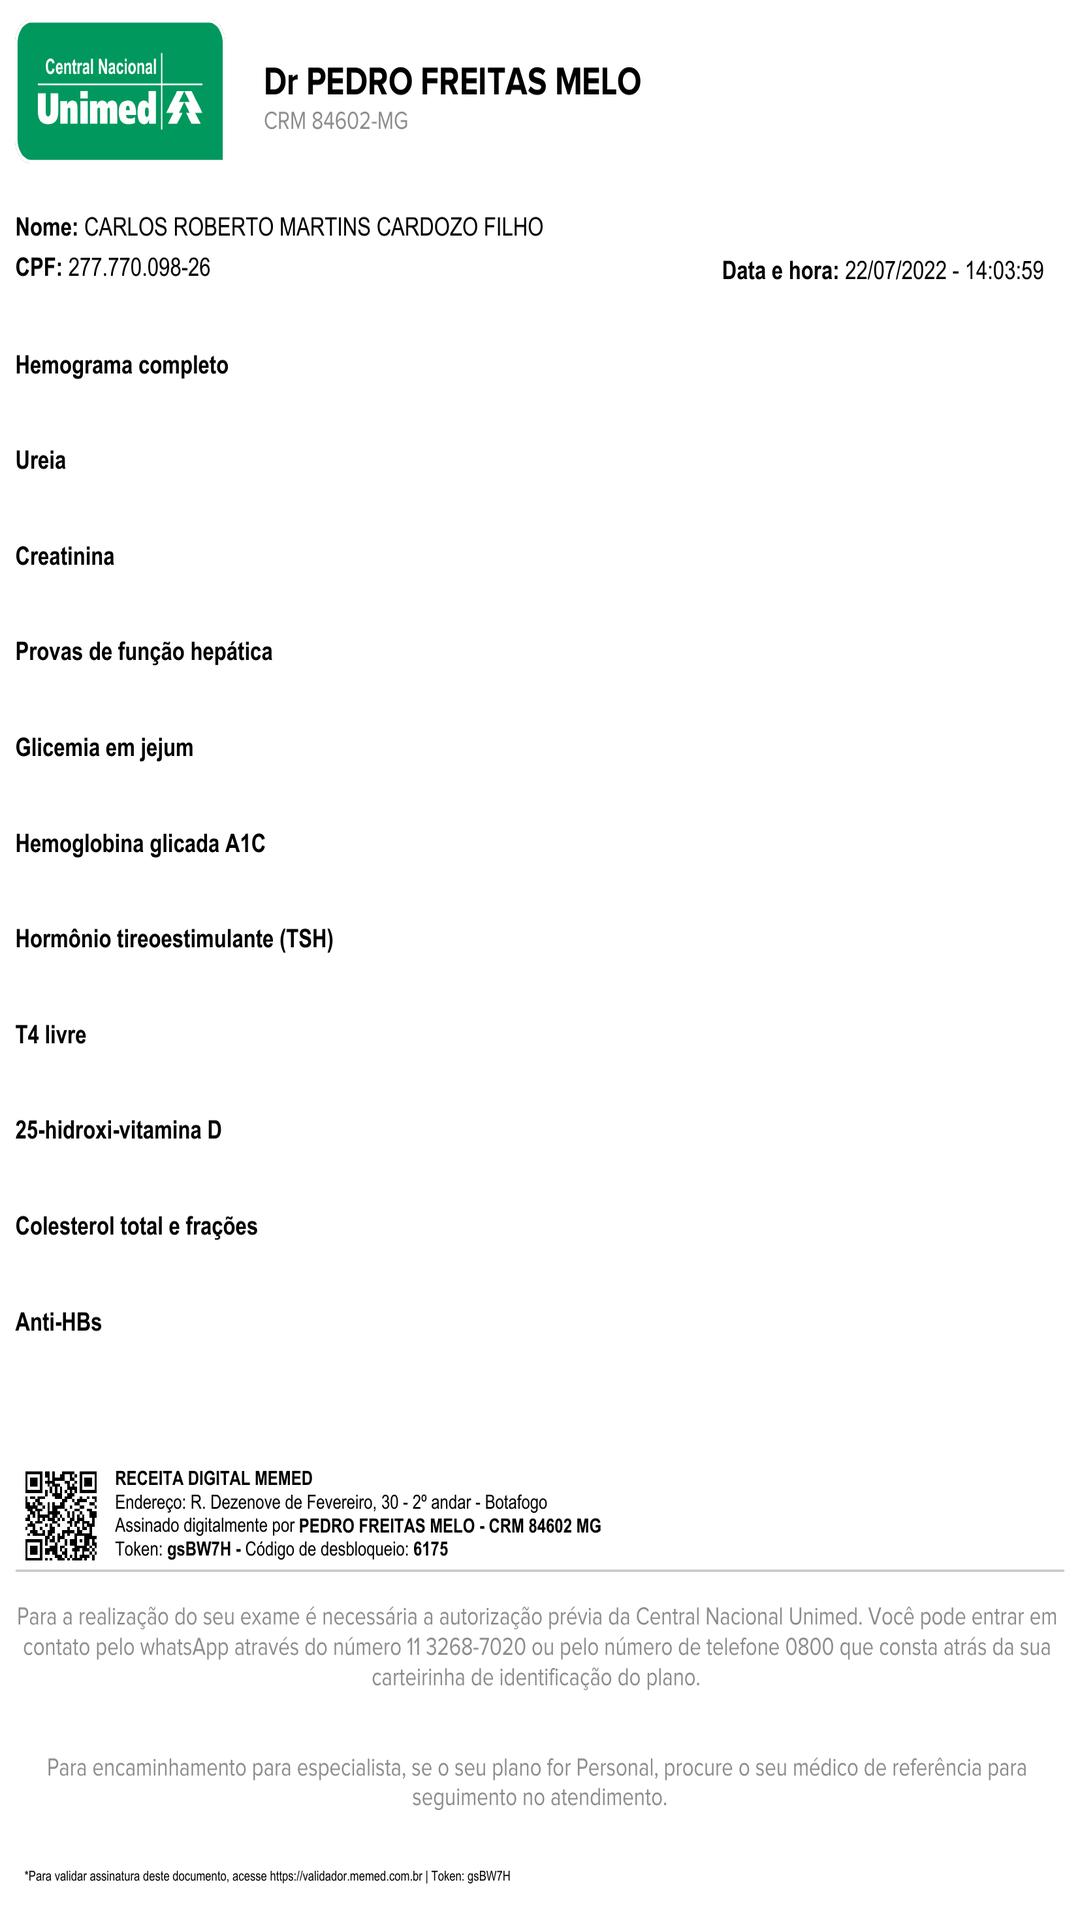 Central Nacional
Unimed
Dr PEDRO FREITAS MELO
CRM 84602-MG
Nome: CARLOS ROBERTO MARTINS CARDOZO FILHO
CPF: 277.770.098-26
Data e hora: 22/07/2022 - 14:03:59
Hemograma completo
Ureia
Creatinina
Provas de função hepática
Glicemia em jejum
Hemoglobina glicada A1C
Hormônio tireoestimulante (TSH)
T4 livre
25-hidroxi-vitamina D
Colesterol total e frações
Anti-HBs
RECEITA DIGITAL MEMED
Endereço: R. Dezenove de Fevereiro, 30 - 2º andar - Botafogo
Assinado digitalmente por PEDRO FREITAS MELO - CRM 84602 MG
Token: gsBW7H - Código de desbloqueio: 6175
Para a realização do seu exame é necessária a autorização prévia da Central Nacional Unimed. Você pode entrar em
contato pelo whatsApp através do número 11 3268-7020 ou pelo número de telefone 0800 que consta atrás da sua
carteirinha de identificação do plano.
Para encaminhamento para especialista, se o seu plano for Personal, procure o seu médico de referência para
seguimento no atendimento.
*Para validar assinatura deste documento, acesse https://validador.memed.com.br | Token: gsBW7H